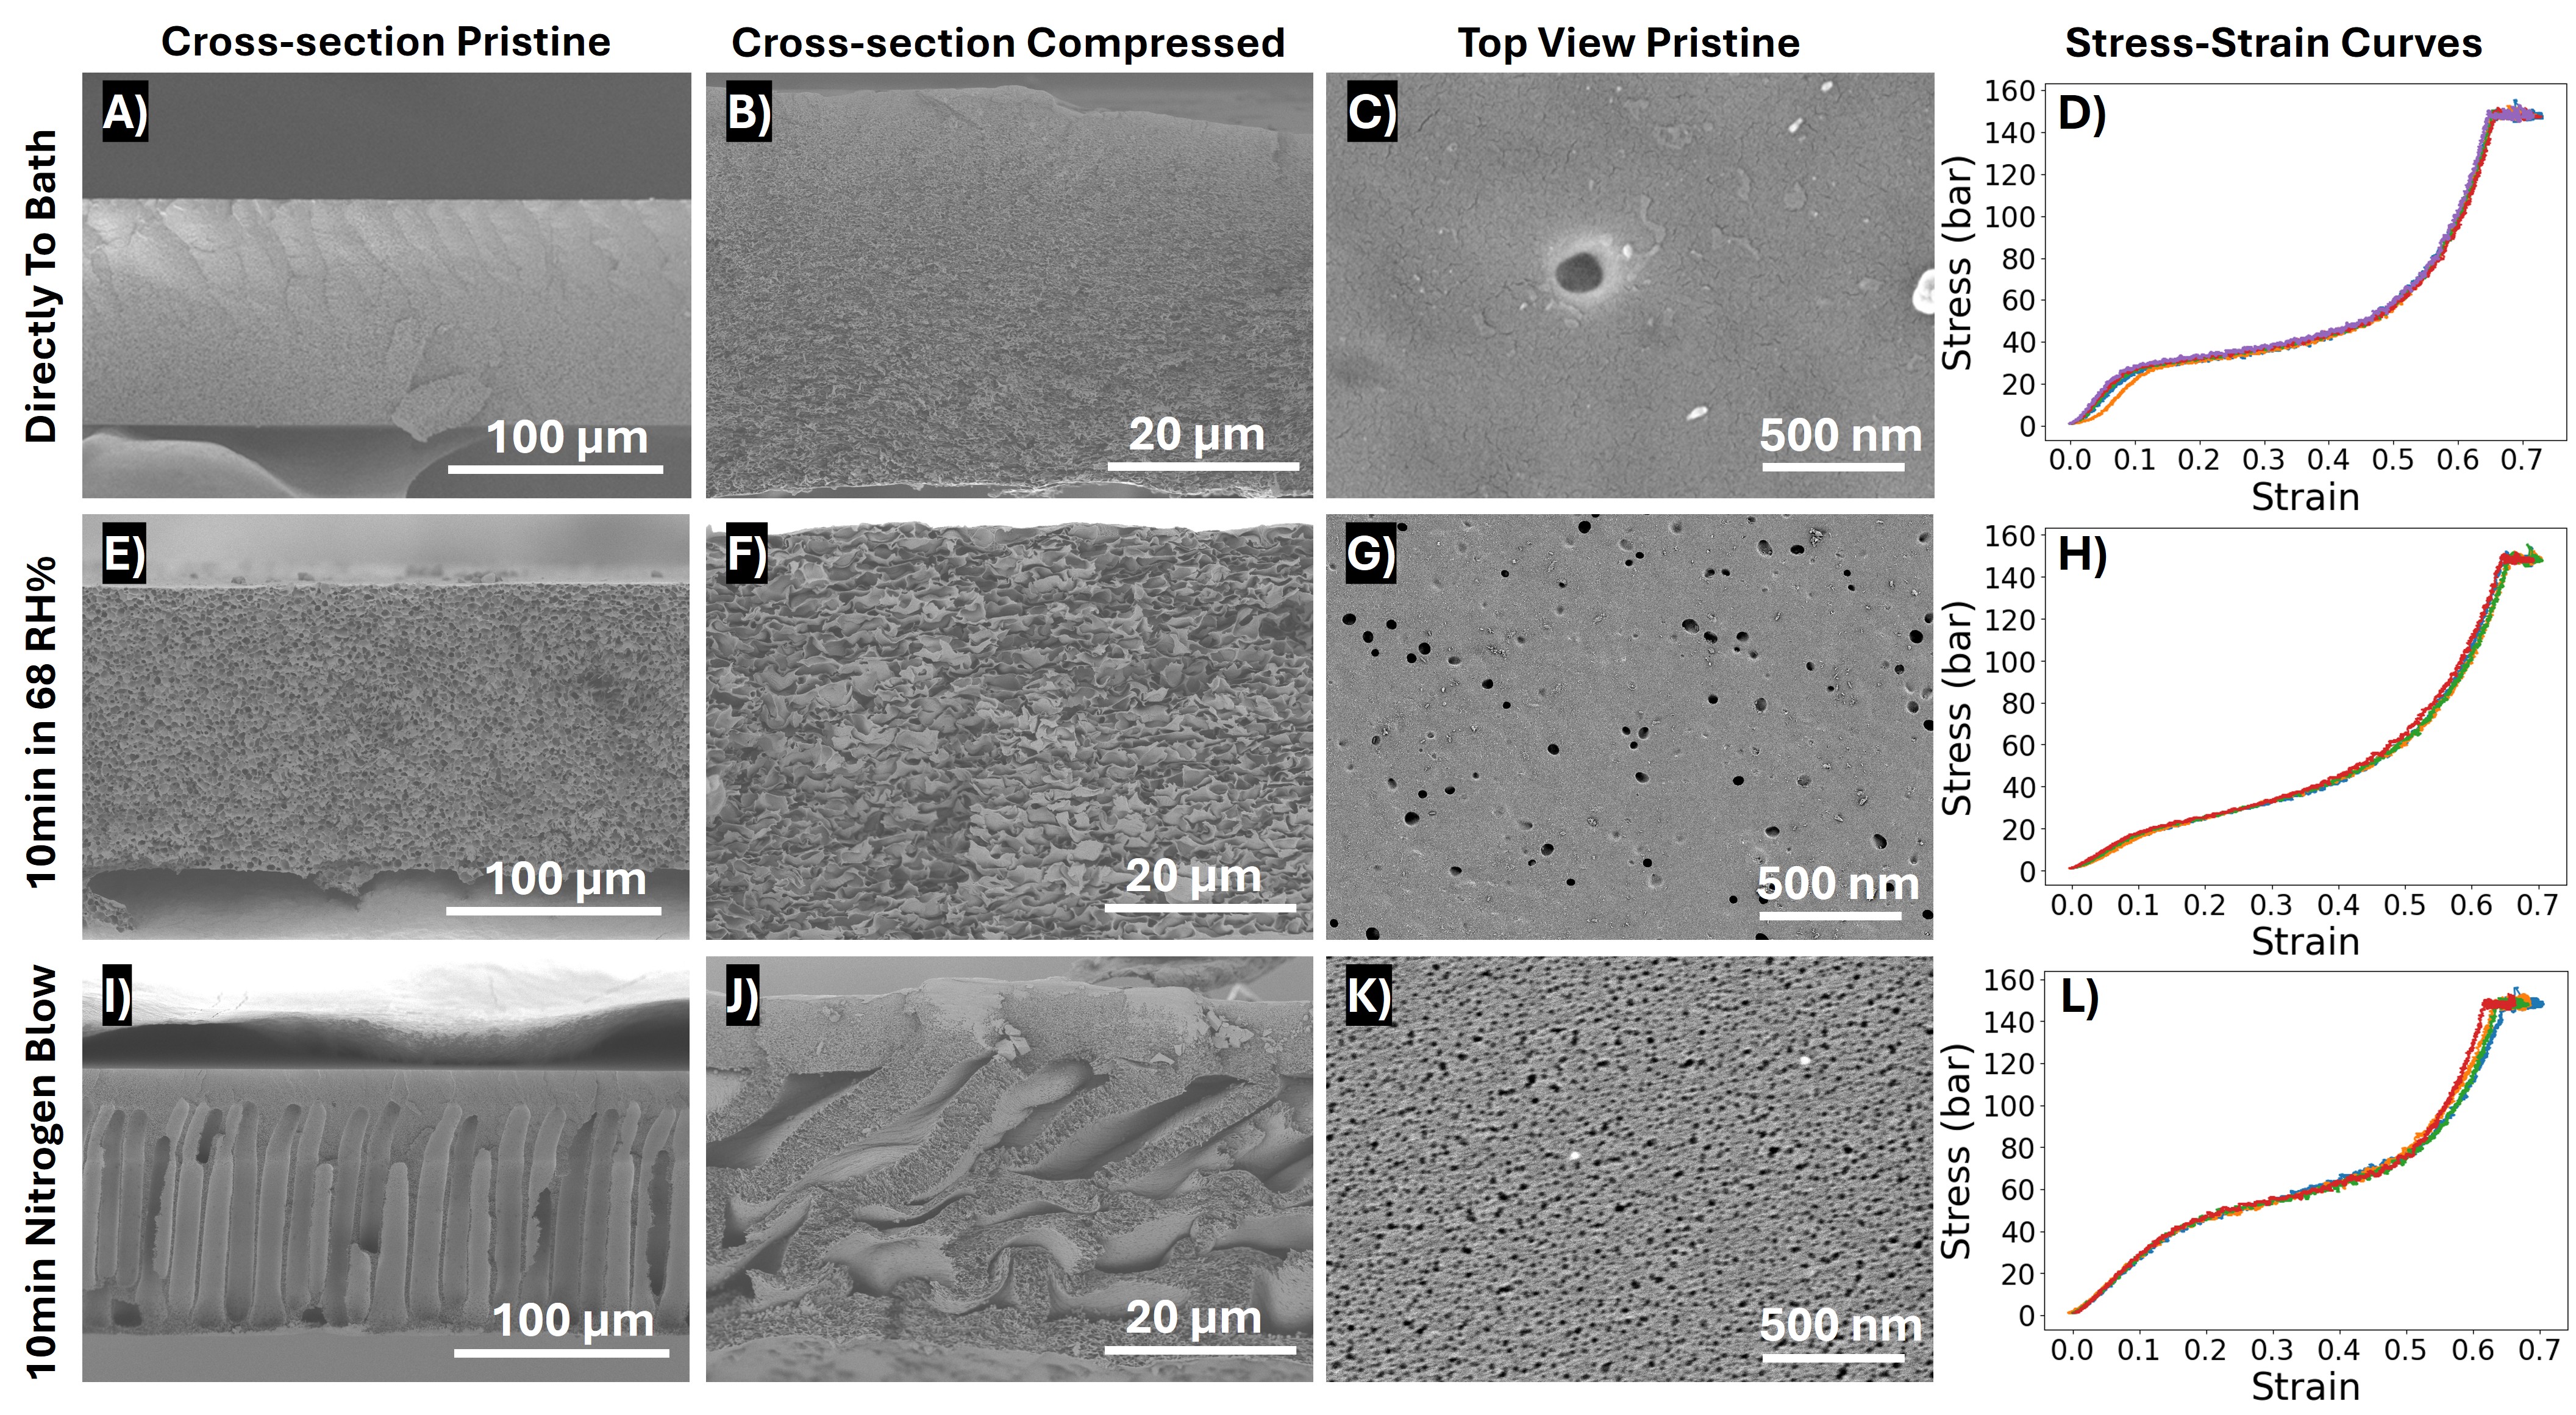 Cross-section Pristine
Cross-section Compressed
Top View Pristine
Stress-Strain Curves
Directly To Bath
A)
100 µm
B)
20 µm
C)
500 nm
D)
Stress (bar)
160
140
120
100
80
60
40
20
0
0.0 0.1 0.2 0.3 0.4 0.5 0.6 0.7
Strain
10min in 68 RH%
E)
100 µm
F)
20 µm
G)
500 nm
H)
Stress (bar)
160
140
120
100
80
60
40
20
0
0.0 0.1 0.2 0.3 0.4 0.5 0.6 0.7
Strain
10min Nitrogen Blow
I)
100 µm
J)
20 µm
K)
500 nm
L)
Stress (bar)
160
140
120
100
80
60
40
20
0
0.0 0.1 0.2 0.3 0.4 0.5 0.6 0.7
Strain